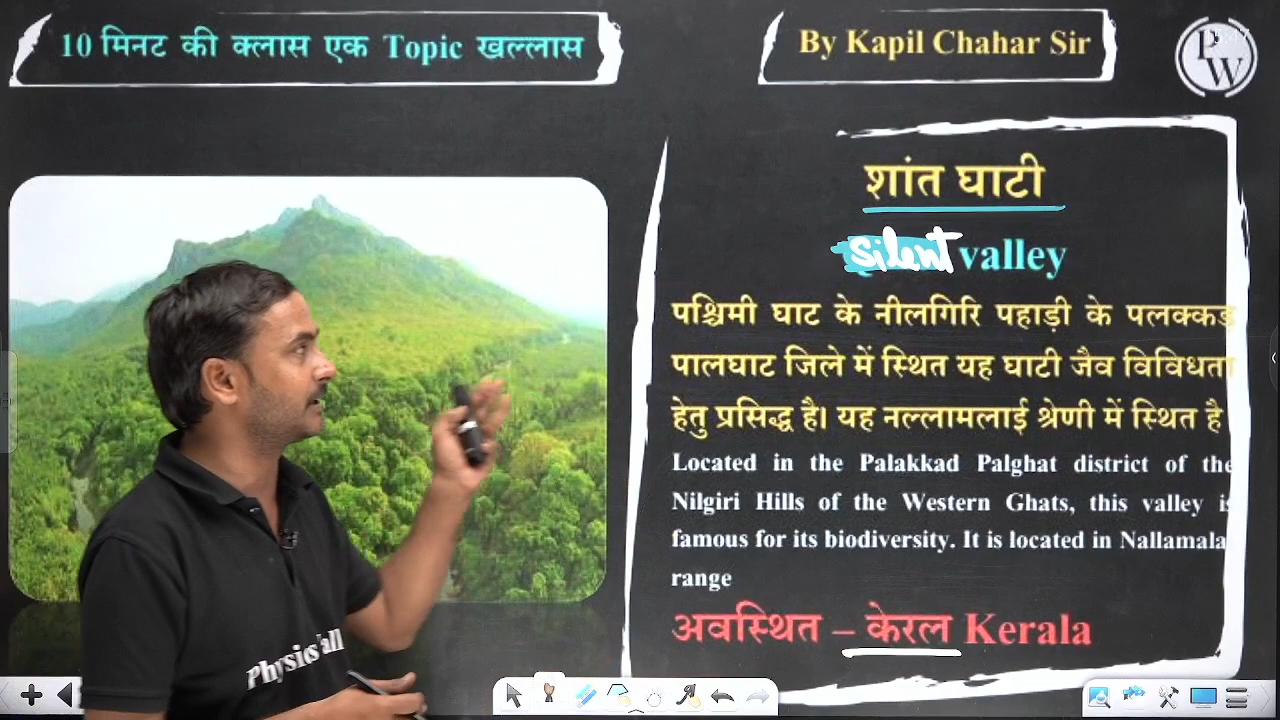 10 मिनट की क्लास एक Topic खल्लास
By Kapil Chahar Sir
PW
शांत घाटी
Silent valley
पश्चिमी घाट के नीलगिरि पहाड़ी के पलक्कड़
पालघाट जिले में स्थित यह घाटी जैव विविधता
हेतु प्रसिद्ध है। यह नल्लामलाई श्रेणी में स्थित है
Located in the Palakkad Palghat district of the
Nilgiri Hills of the Western Ghats, this valley is
famous for its biodiversity. It is located in Nallamala
range
अवस्थित – केरल Kerala
Physics